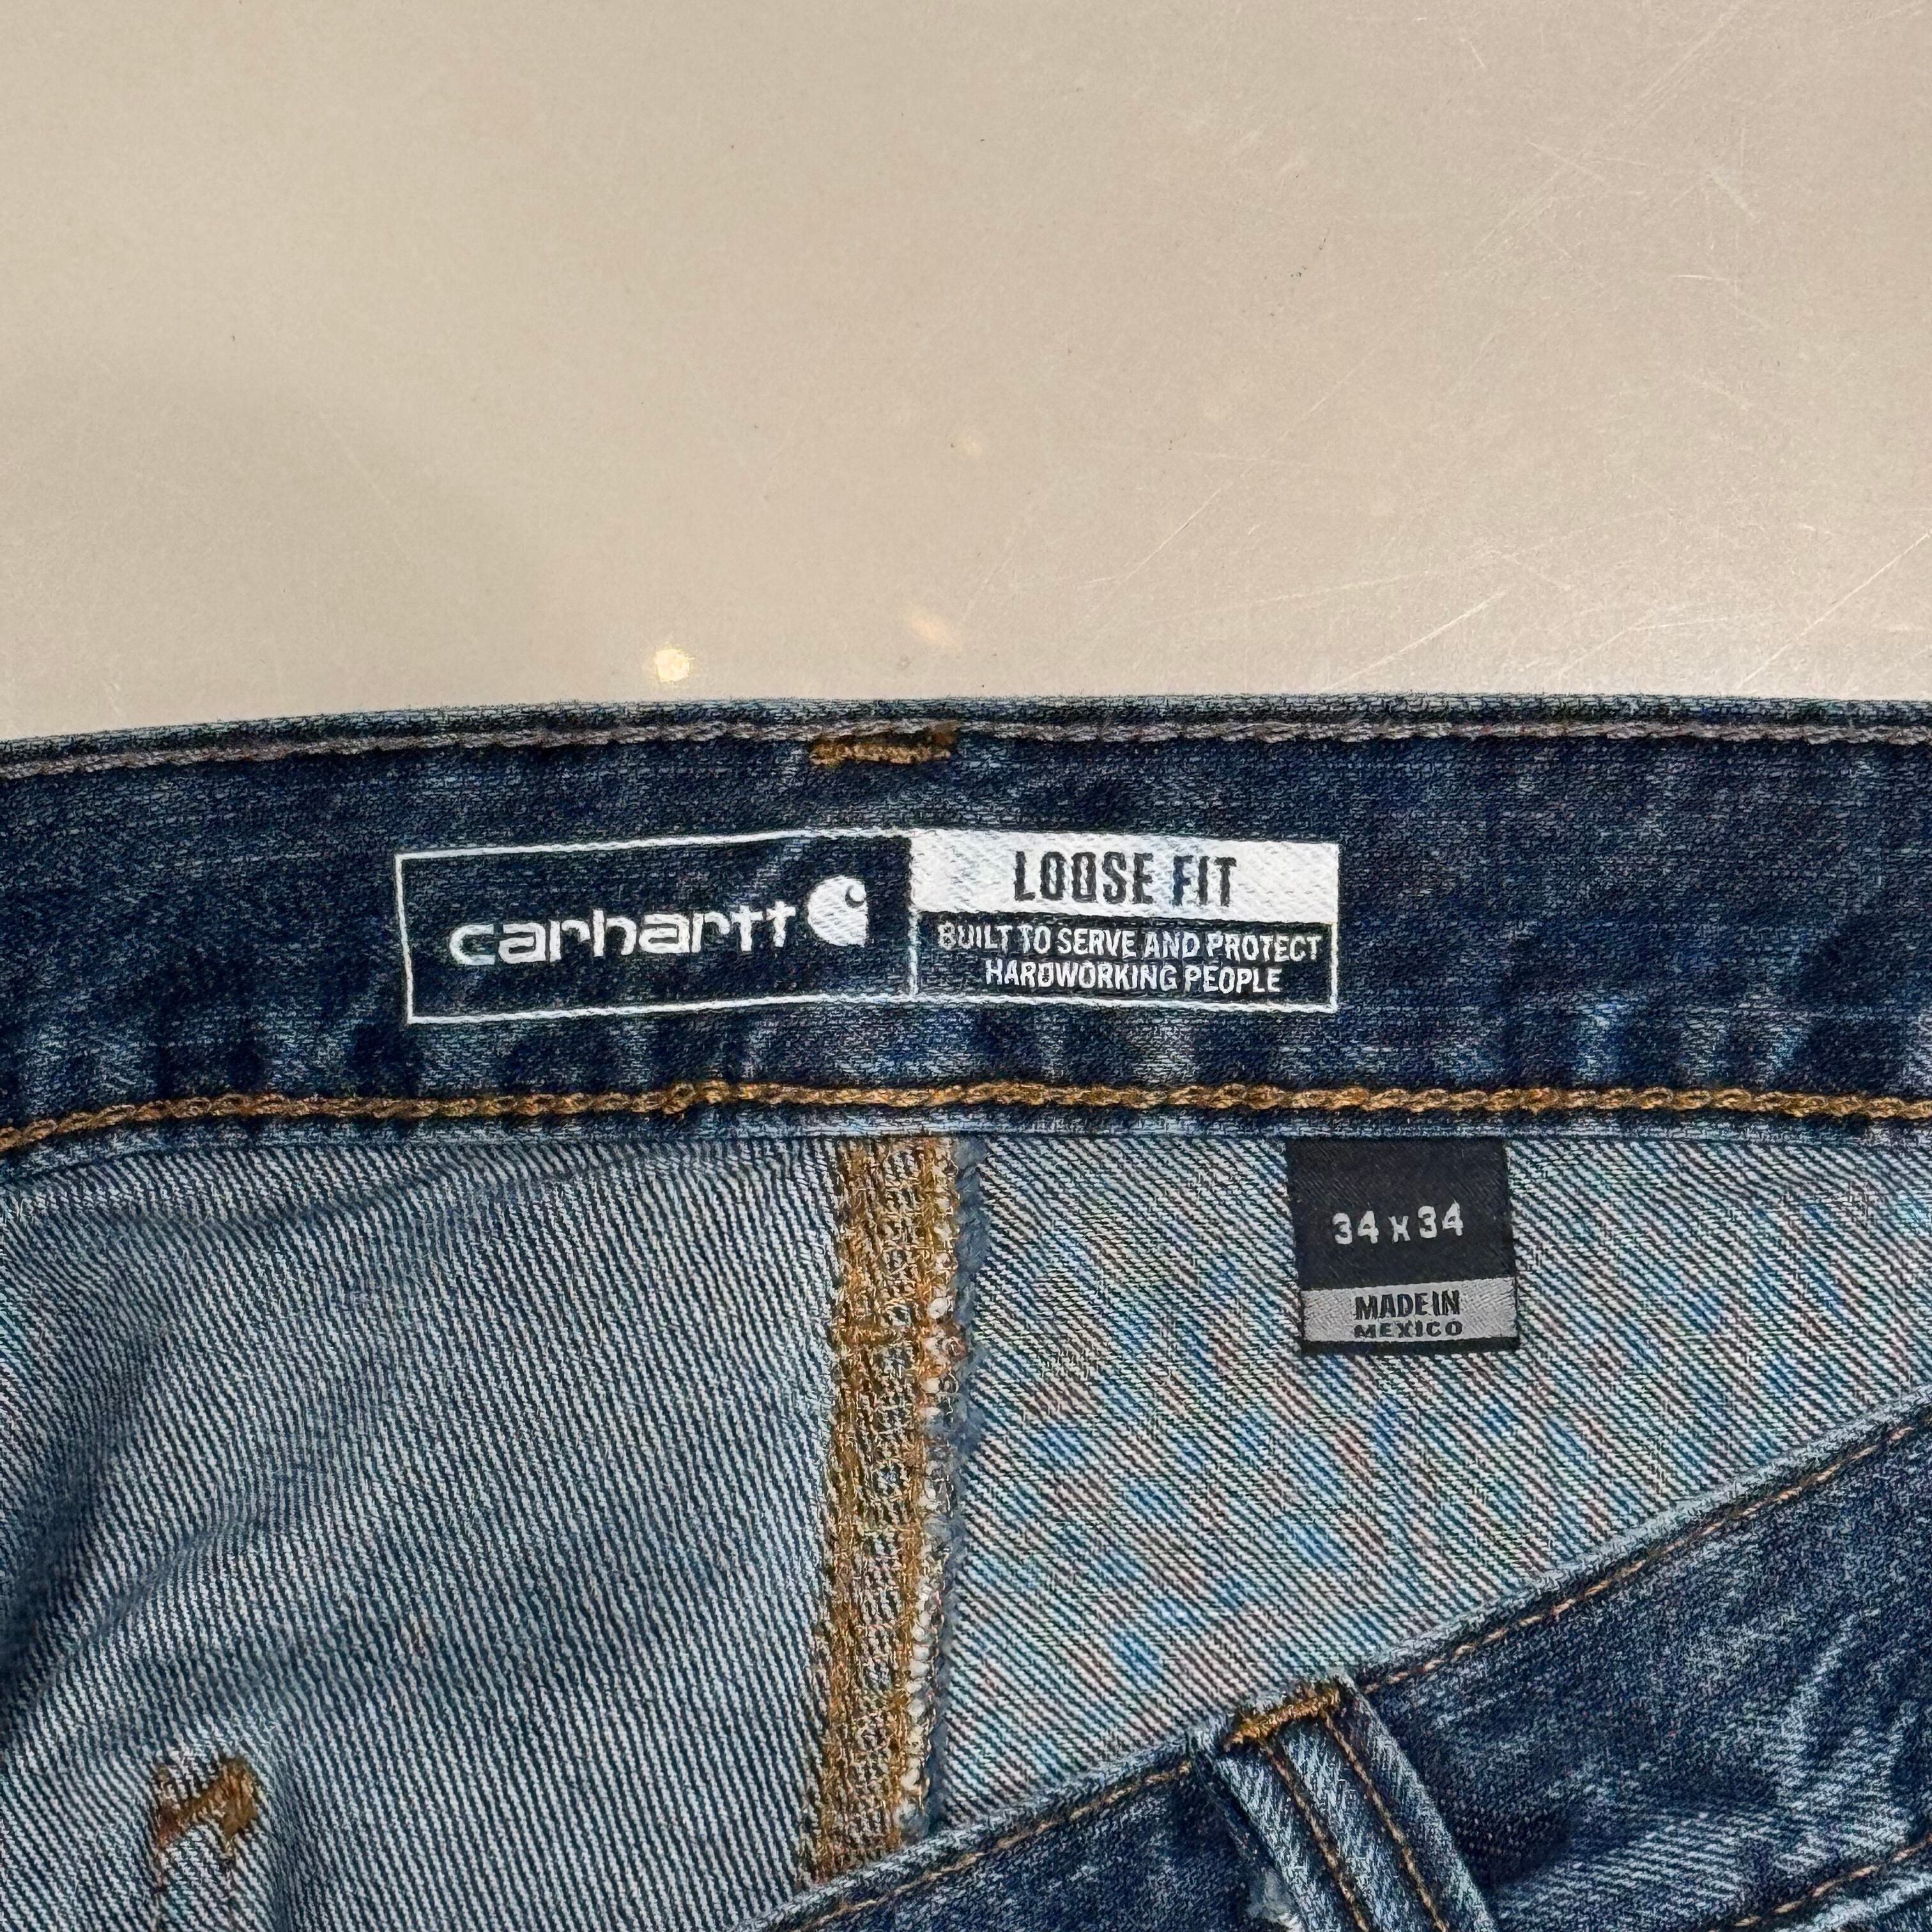 carhartt
LOOSE FIT
BUILT TO SERVE AND PROTECT
HARDWORKING PEOPLE
34 x 34
MADE IN
MEXICO